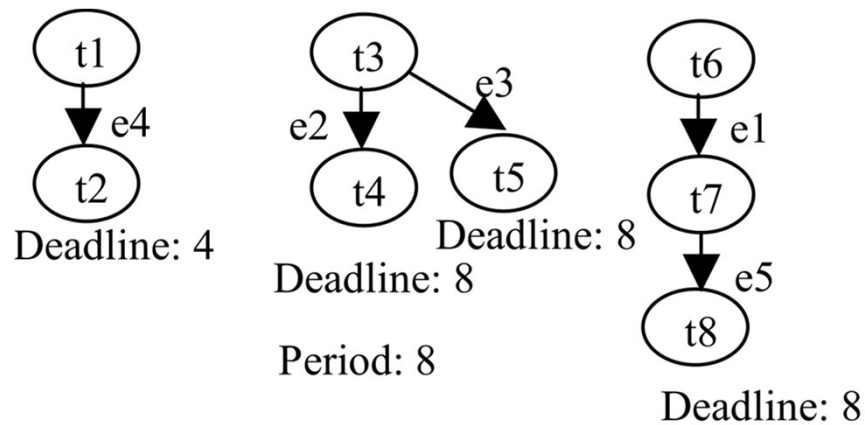 t1
e4
t2
Deadline: 4
t3
e3
e2
t4
t5
Deadline: 8
Deadline: 8
Period: 8
t6
e1
t7
e5
t8
Deadline: 8